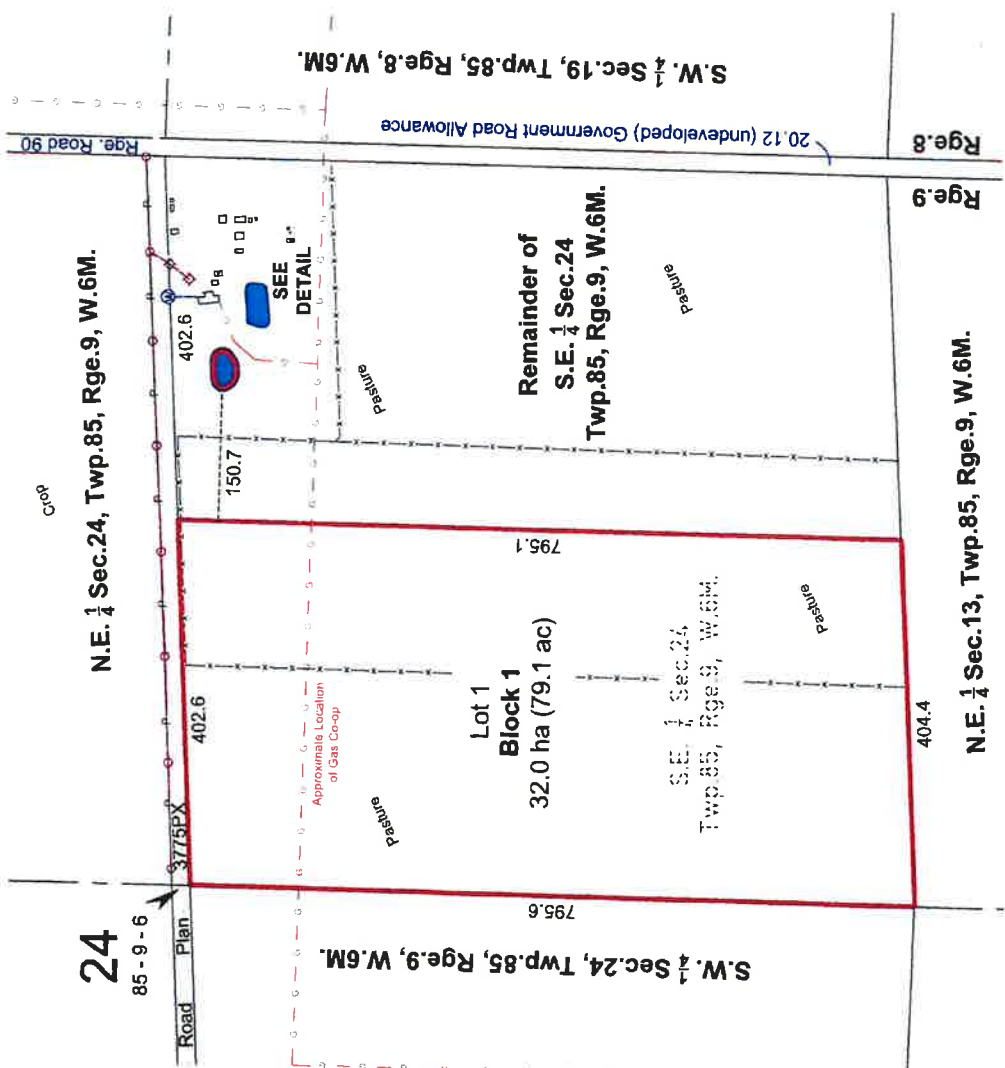 24
85 - 9 - 6
Road Plan 3775PX
N.E. 1/4 Sec.24, Twp.85, Rge.9, W.6M.
Crop
Rge. Road 90
S.W. 1/4 Sec.19, Twp.85, Rge.8, W.6M.
20.12 (undeveloped) Government Road Allowance
Rge.8
Rge.9
402.6
SEE
DETAIL
150.7
Pasture
Remainder of
S.E. 1/4 Sec.24
Twp.85, Rge.9, W.6M.
Pasture
402.6
795.1
Approximate Location
of Gas Co-op
Lot 1
Block 1
32.0 ha (79.1 ac)
Pasture
S.E. 1/4 Sec.24,
Twp.85, Rge.9, W.6M.
Pasture
795.6
404.4
S.W. 1/4 Sec.24, Twp.85, Rge.9, W.6M.
N.E. 1/4 Sec.13, Twp.85, Rge.9, W.6M.